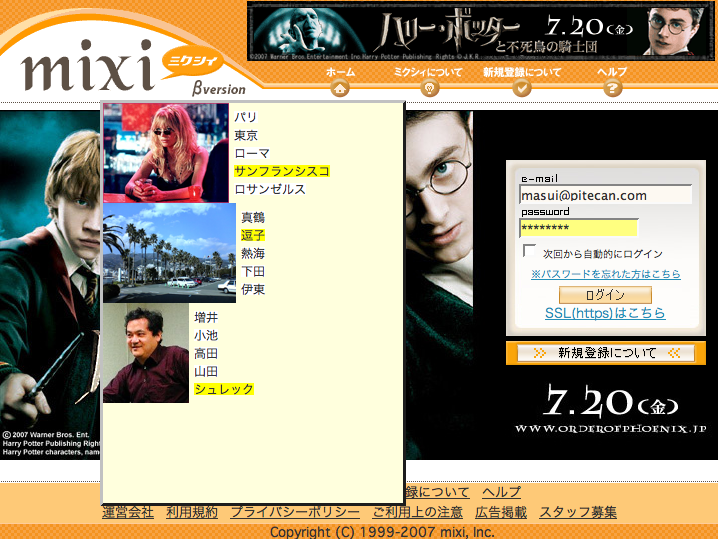 mixi ミクシィ
βversion
ハリー・ポッターと不死鳥の騎士団 7.20(金)
©2007 Warner Bros. Entertainment Inc. Harry Potter Publishing Rights © J.K.R.
ホーム ミクシィについて 新規登録について ヘルプ
パリ
東京
ローマ
サンフランシスコ
ロサンゼルス
真鶴
逗子
熱海
下田
伊東
増井
小池
高田
山田
シュレック
e-mail
masui@pitecan.com
password
********
次回から自動的にログイン
※パスワードを忘れた方はこちら
ログイン
SSL(https)はこちら
新規登録について
7.20(金)
WWW.ORDEROFPHOENIX.JP
© 2007 Warner Bros. Ent.
Harry Potter Publishing Righ
Harry Potter characters, nam
録について ヘルプ
運営会社 利用規約 プライバシーポリシー ご利用上の注意 広告掲載 スタッフ募集
Copyright (C) 1999-2007 mixi, Inc.